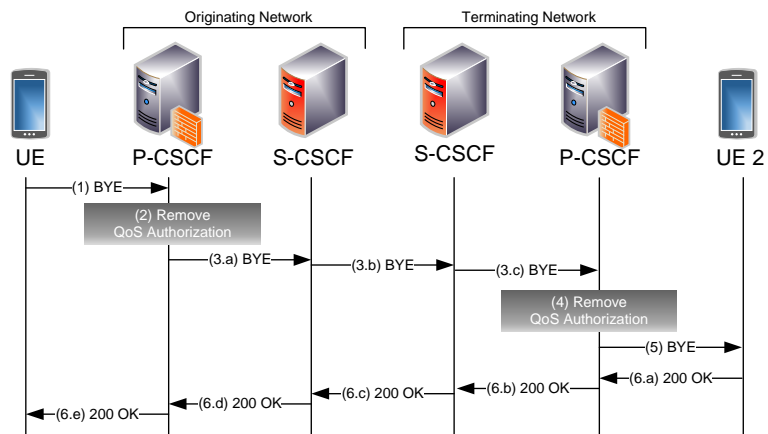 Originating Network
Terminating Network
UE
P-CSCF
S-CSCF
S-CSCF
P-CSCF
UE 2
(1) BYE
(2) Remove
QoS Authorization
(3.a) BYE
(3.b) BYE
(3.c) BYE
(4) Remove
QoS Authorization
(5) BYE
(6.a) 200 OK
(6.b) 200 OK
(6.c) 200 OK
(6.d) 200 OK
(6.e) 200 OK